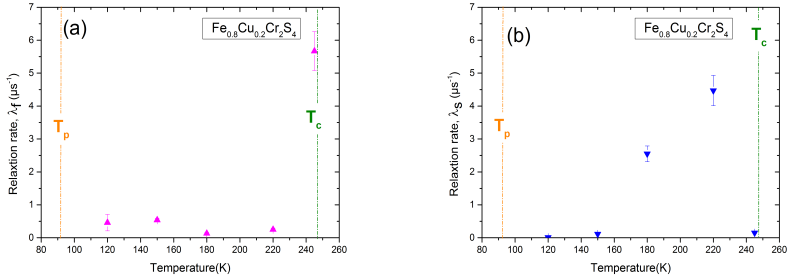 (a)
Fe0.8Cu0.2Cr2S4
Relaxtion rate, λf (μs-1)
7
6
5
4
3
2
1
0
Tp
Tc
80 100 120 140 160 180 200 220 240 260
Temperature(K)
(b)
Fe0.8Cu0.2Cr2S4
Relaxtion rate, λs (μs-1)
7
6
5
4
3
2
1
0
Tp
Tc
80 100 120 140 160 180 200 220 240 260
Temperature(K)